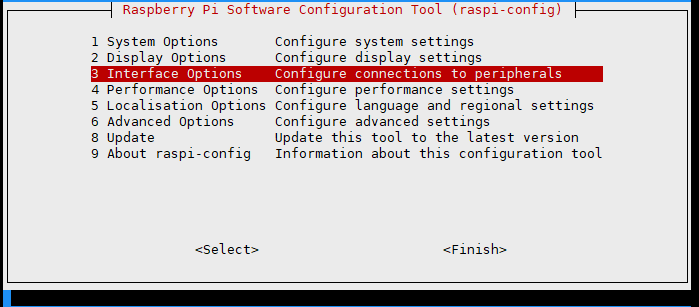 Raspberry Pi Software Configuration Tool (raspi-config)
1 System Options Configure system settings
2 Display Options Configure display settings
3 Interface Options Configure connections to peripherals
4 Performance Options Configure performance settings
5 Localisation Options Configure language and regional settings
6 Advanced Options Configure advanced settings
8 Update Update this tool to the latest version
9 About raspi-config Information about this configuration tool
<Select> <Finish>